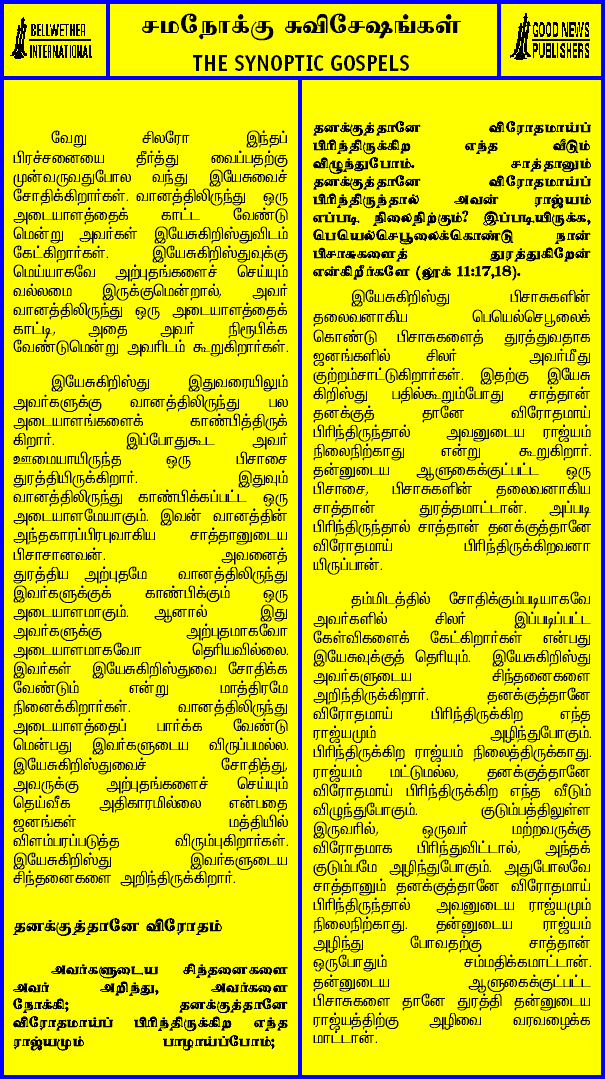 BELLWETHER
INTERNATIONAL
சமநோக்கு சுவிசேஷங்கள்
THE SYNOPTIC GOSPELS
GOOD NEWS
PUBLISHERS
வேறு சிலரோ இந்தப்
பிரச்சனையை தீர்த்து வைப்பதற்கு
முன்வருவதுபோல வந்து இயேசுவைச்
சோதிக்கிறார்கள். வானத்திலிருந்து ஒரு
அடையாளத்தைக் காட்ட வேண்டு
மென்று அவர்கள் இயேசுகிறிஸ்துவிடம்
கேட்கிறார்கள். இயேசுகிறிஸ்துவுக்கு
மெய்யாகவே அற்புதங்களைச் செய்யும்
வல்லமை இருக்குமென்றால், அவர்
வானத்திலிருந்து ஒரு அடையாளத்தைக்
காட்டி, அதை அவர் நிரூபிக்க
வேண்டுமென்று அவரிடம் கூறுகிறார்கள்.
இயேசுகிறிஸ்து இதுவரையிலும்
அவர்களுக்கு வானத்திலிருந்து பல
அடையாளங்களைக் காண்பித்திருக்
கிறார். இப்போதுகூட அவர்
ஊமையாயிருந்த ஒரு பிசாசை
துரத்தியிருக்கிறார். இதுவும்
வானத்திலிருந்து காண்பிக்கப்பட்ட ஒரு
அடையாளமேயாகும். இவன் வானத்தின்
அந்தகாரப்பிரபுவாகிய சாத்தானுடைய
பிசாசானவன். அவனைத்
துரத்திய அற்புதமே வானத்திலிருந்து
இவர்களுக்குக் காண்பிக்கும் ஒரு
அடையாளமாகும். ஆனால் இது
அவர்களுக்கு அற்புதமாகவோ
அடையாளமாகவோ தெரியவில்லை.
இவர்கள் இயேசுகிறிஸ்துவை சோதிக்க
வேண்டும் என்று மாத்திரமே
நினைக்கிறார்கள். வானத்திலிருந்து
அடையாளத்தைப் பார்க்க வேண்டு
மென்பது இவர்களுடைய விருப்பமல்ல.
இயேசுகிறிஸ்துவைச் சோதித்து,
அவருக்கு அற்புதங்களைச் செய்யும்
தெய்வீக அதிகாரமில்லை என்பதை
ஜனங்கள் மத்தியில்
விளம்பரப்படுத்த விரும்புகிறார்கள்.
இயேசுகிறிஸ்து இவர்களுடைய
சிந்தனைகளை அறிந்திருக்கிறார்.
தனக்குத்தானே விரோதம்
அவர்களுடைய சிந்தனைகளை
அவர் அறிந்து, அவர்களை
நோக்கி; தனக்குத்தானே
விரோதமாய்ப் பிரிந்திருக்கிற எந்த
ராஜ்யமும் பாழாய்ப்போம்;
தனக்குத்தானே விரோதமாய்ப்
பிரிந்திருக்கிற எந்த வீடும்
விழுந்துபோம். சாத்தானும்
தனக்குத்தானே விரோதமாய்ப்
பிரிந்திருந்தால் அவன் ராஜ்யம்
எப்படி நிலைநிற்கும்? இப்படியிருக்க,
பெயெல்செபூலைக்கொண்டு நான்
பிசாசுகளைத் துரத்துகிறேன்
என்கிறீர்களே (லூக் 11:17,18).
இயேசுகிறிஸ்து பிசாசுகளின்
தலைவனாகிய பெயெல்செபூலைக்
கொண்டு பிசாசுகளைத் துரத்துவதாக
ஜனங்களில் சிலர் அவர்மீது
குற்றம்சாட்டுகிறார்கள். இதற்கு இயேசு
கிறிஸ்து பதில்கூறும்போது சாத்தான்
தனக்குத் தானே விரோதமாய்
பிரிந்திருந்தால் அவனுடைய ராஜ்யம்
நிலைநிற்காது என்று கூறுகிறார்.
தன்னுடைய ஆளுகைக்குட்பட்ட ஒரு
பிசாசை, பிசாசுகளின் தலைவனாகிய
சாத்தான் துரத்தமாட்டான். அப்படி
பிரிந்திருந்தால் சாத்தான் தனக்குத்தானே
விரோதமாய் பிரிந்திருக்கிறவனா
யிருப்பான்.
தம்மிடத்தில் சோதிக்கும்படியாகவே
அவர்களில் சிலர் இப்படிப்பட்ட
கேள்விகளைக் கேட்கிறார்கள் என்பது
இயேசுவுக்குத் தெரியும். இயேசுகிறிஸ்து
அவர்களுடைய சிந்தனைகளை
அறிந்திருக்கிறார். தனக்குத்தானே
விரோதமாய் பிரிந்திருக்கிற எந்த
ராஜ்யமும் அழிந்துபோகும்.
பிரிந்திருக்கிற ராஜ்யம் நிலைத்திருக்காது.
ராஜ்யம் மட்டுமல்ல, தனக்குத்தானே
விரோதமாய் பிரிந்திருக்கிற எந்த வீடும்
விழுந்துபோகும். குடும்பத்திலுள்ள
இருவரில், ஒருவர் மற்றவருக்கு
விரோதமாக பிரிந்துவிட்டால், அந்தக்
குடும்பமே அழிந்துபோகும். அதுபோலவே
சாத்தானும் தனக்குத்தானே விரோதமாய்
பிரிந்திருந்தால் அவனுடைய ராஜ்யமும்
நிலைநிற்காது. தன்னுடைய ராஜ்யம்
அழிந்து போவதற்கு சாத்தான்
ஒருபோதும் சம்மதிக்கமாட்டான்.
தன்னுடைய ஆளுகைக்குட்பட்ட
பிசாசுகளை தானே துரத்தி தன்னுடைய
ராஜ்யத்திற்கு அழிவை வரவழைக்க
மாட்டான்.